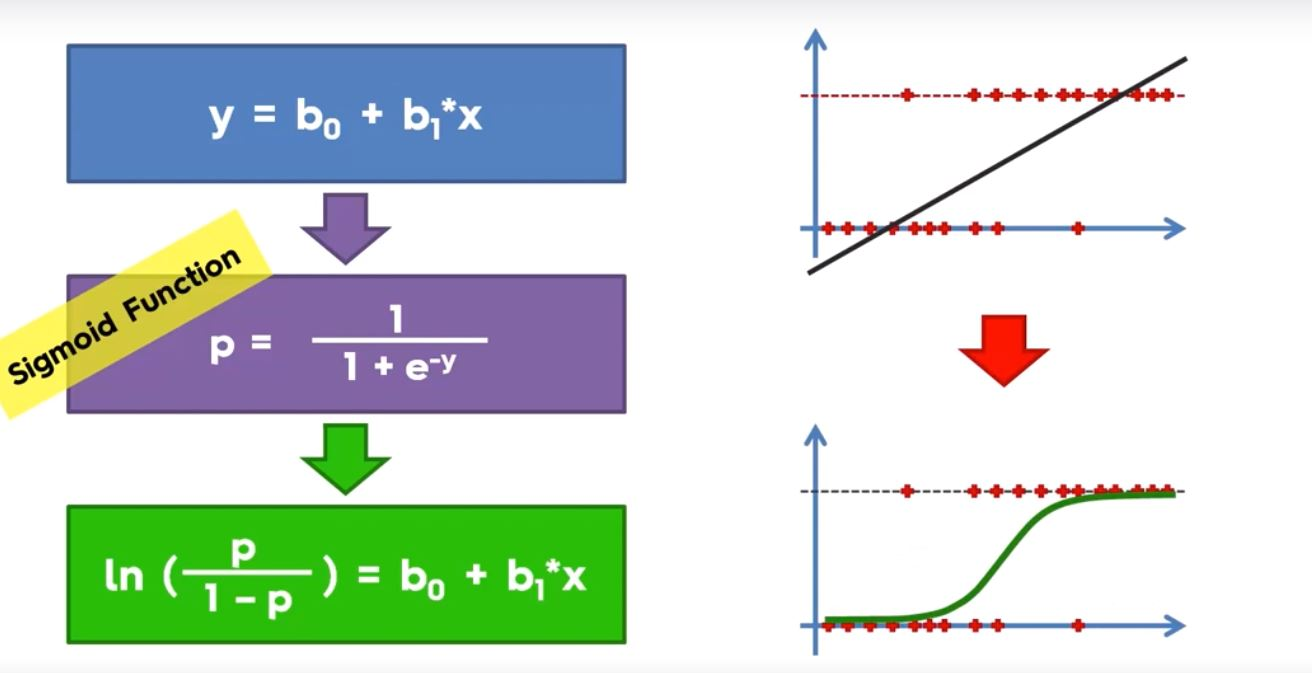 y = b₀ + b₁*x
Sigmoid Function
p = 1 / 1 + e⁻ʸ
ln ( p / 1 - p ) = b₀ + b₁*x